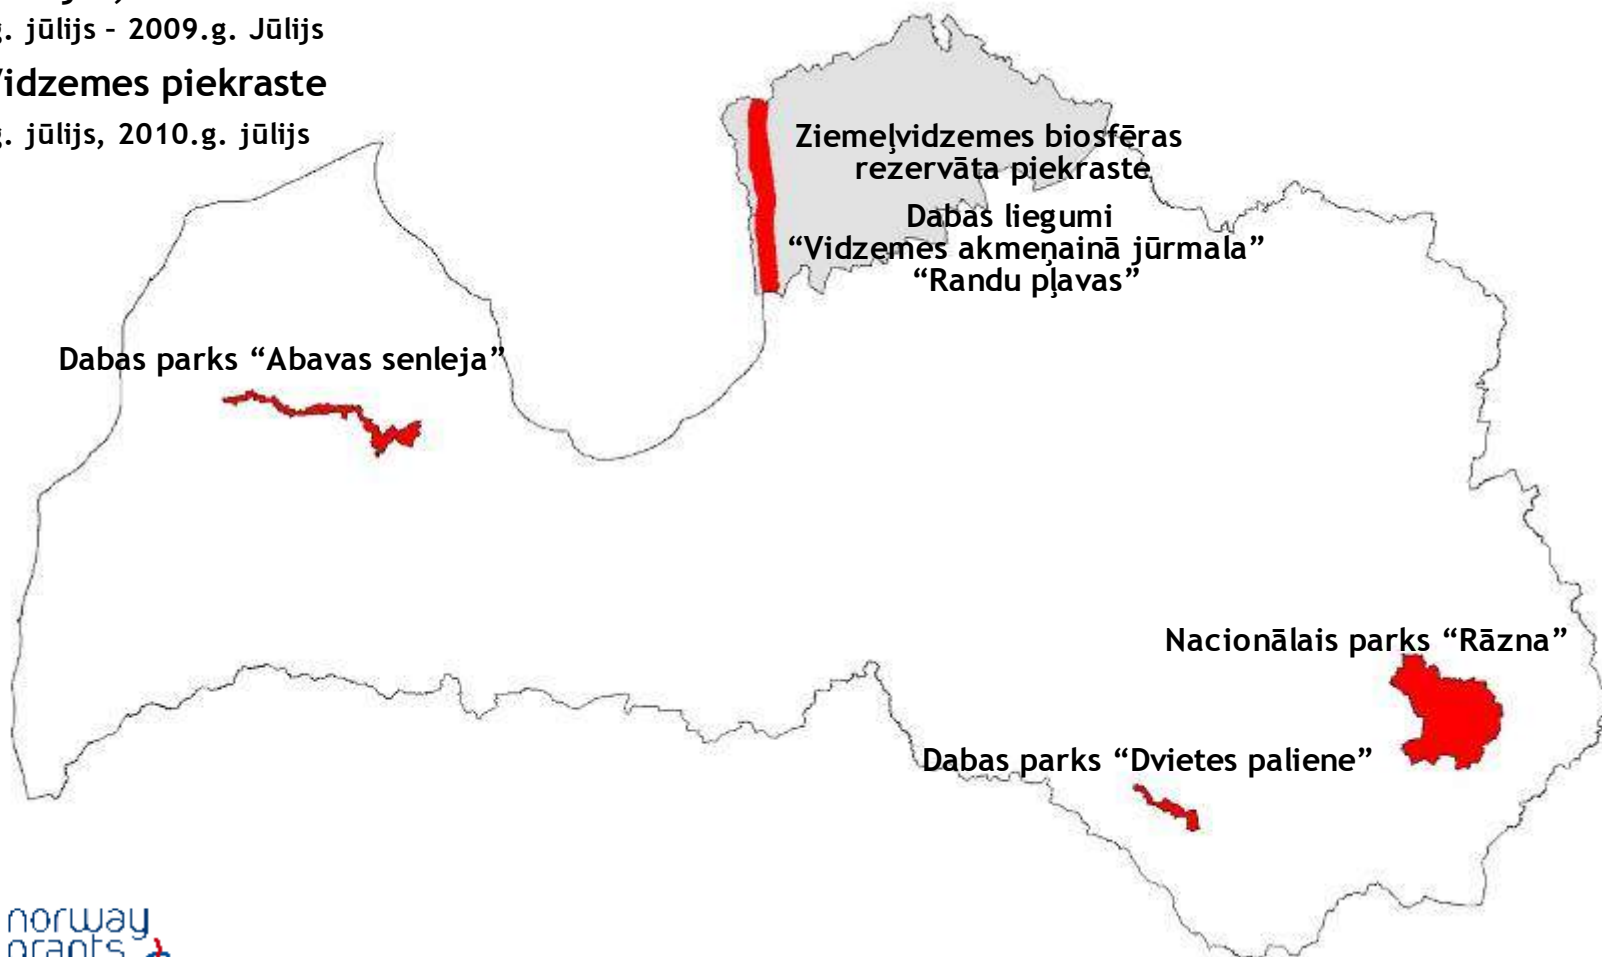 g. jūlijs – 2009.g. Jūlijs
Vidzemes piekraste
g. jūlijs, 2010.g. jūlijs
Ziemeļvidzemes biosfēras
rezervāta piekraste
Dabas liegumi
“Vidzemes akmeņainā jūrmala”
“Randu pļavas”
Dabas parks “Abavas senleja”
Nacionālais parks “Rāzna”
Dabas parks “Dvietes paliene”
norway
grants